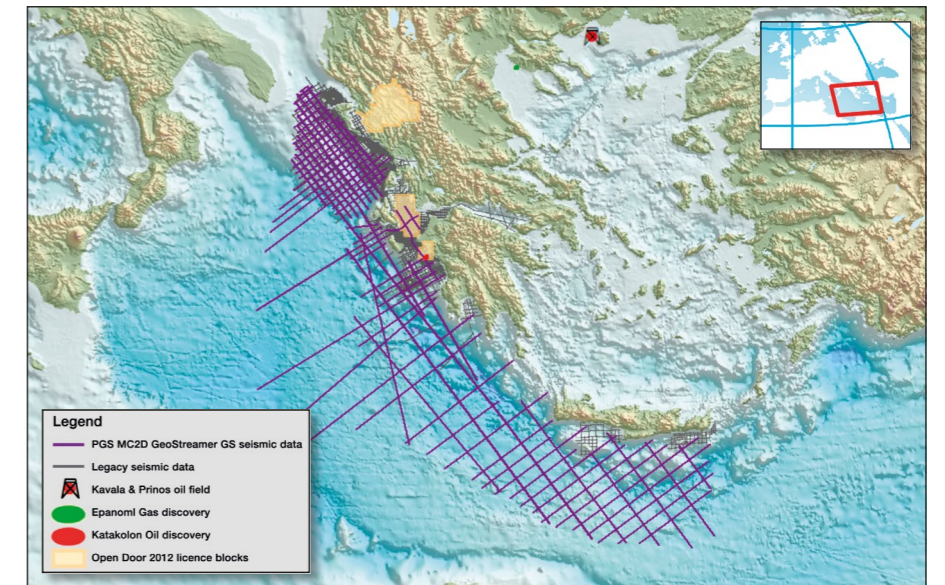 Legend
PGS MC2D GeoStreamer GS seismic data
Legacy seismic data
Kavala & Prinos oil field
Epanoml Gas discovery
Katakolon Oil discovery
Open Door 2012 licence blocks